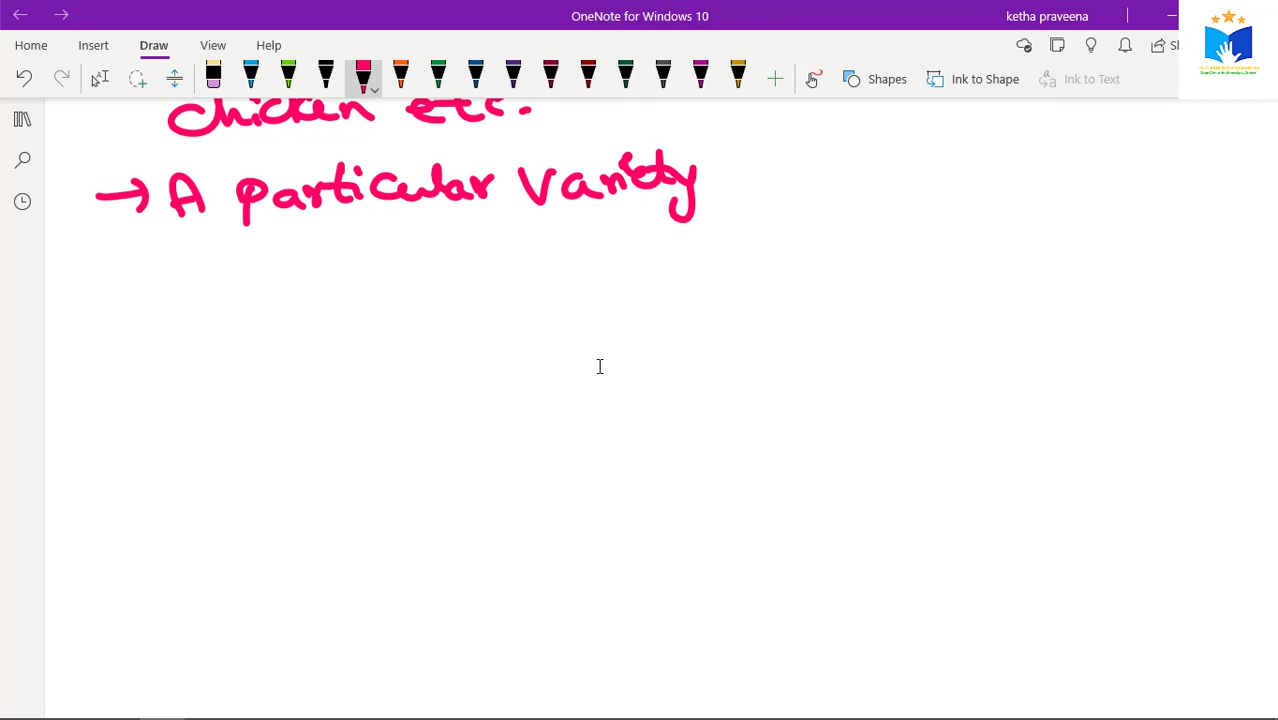 OneNote for Windows 10
ketha praveena
Home Insert Draw View Help
Sh
Shapes
Ink to Shape
Ink to Text
Chicken etc.
→ A particular Variety